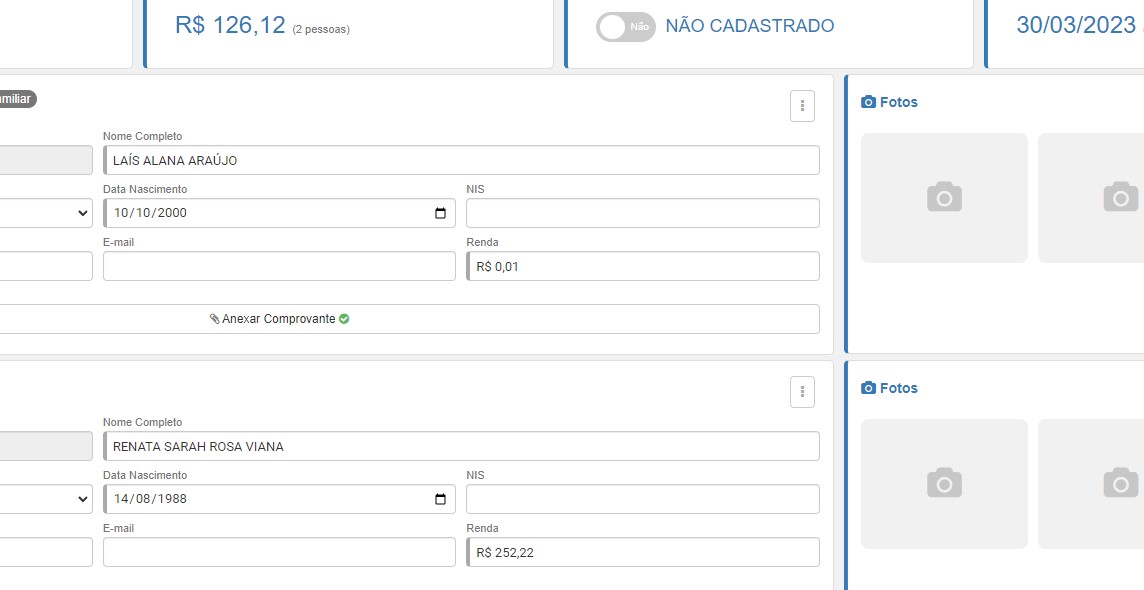 R$ 126,12 (2 pessoas)
Não NÃO CADASTRADO
30/03/2023
miliar
Nome Completo
LAÍS ALANA ARAÚJO
Data Nascimento
NIS
10/10/2000
E-mail
Renda
R$ 0,01
Anexar Comprovante
Fotos
Nome Completo
RENATA SARAH ROSA VIANA
Data Nascimento
NIS
14/08/1988
E-mail
Renda
R$ 252,22
Fotos